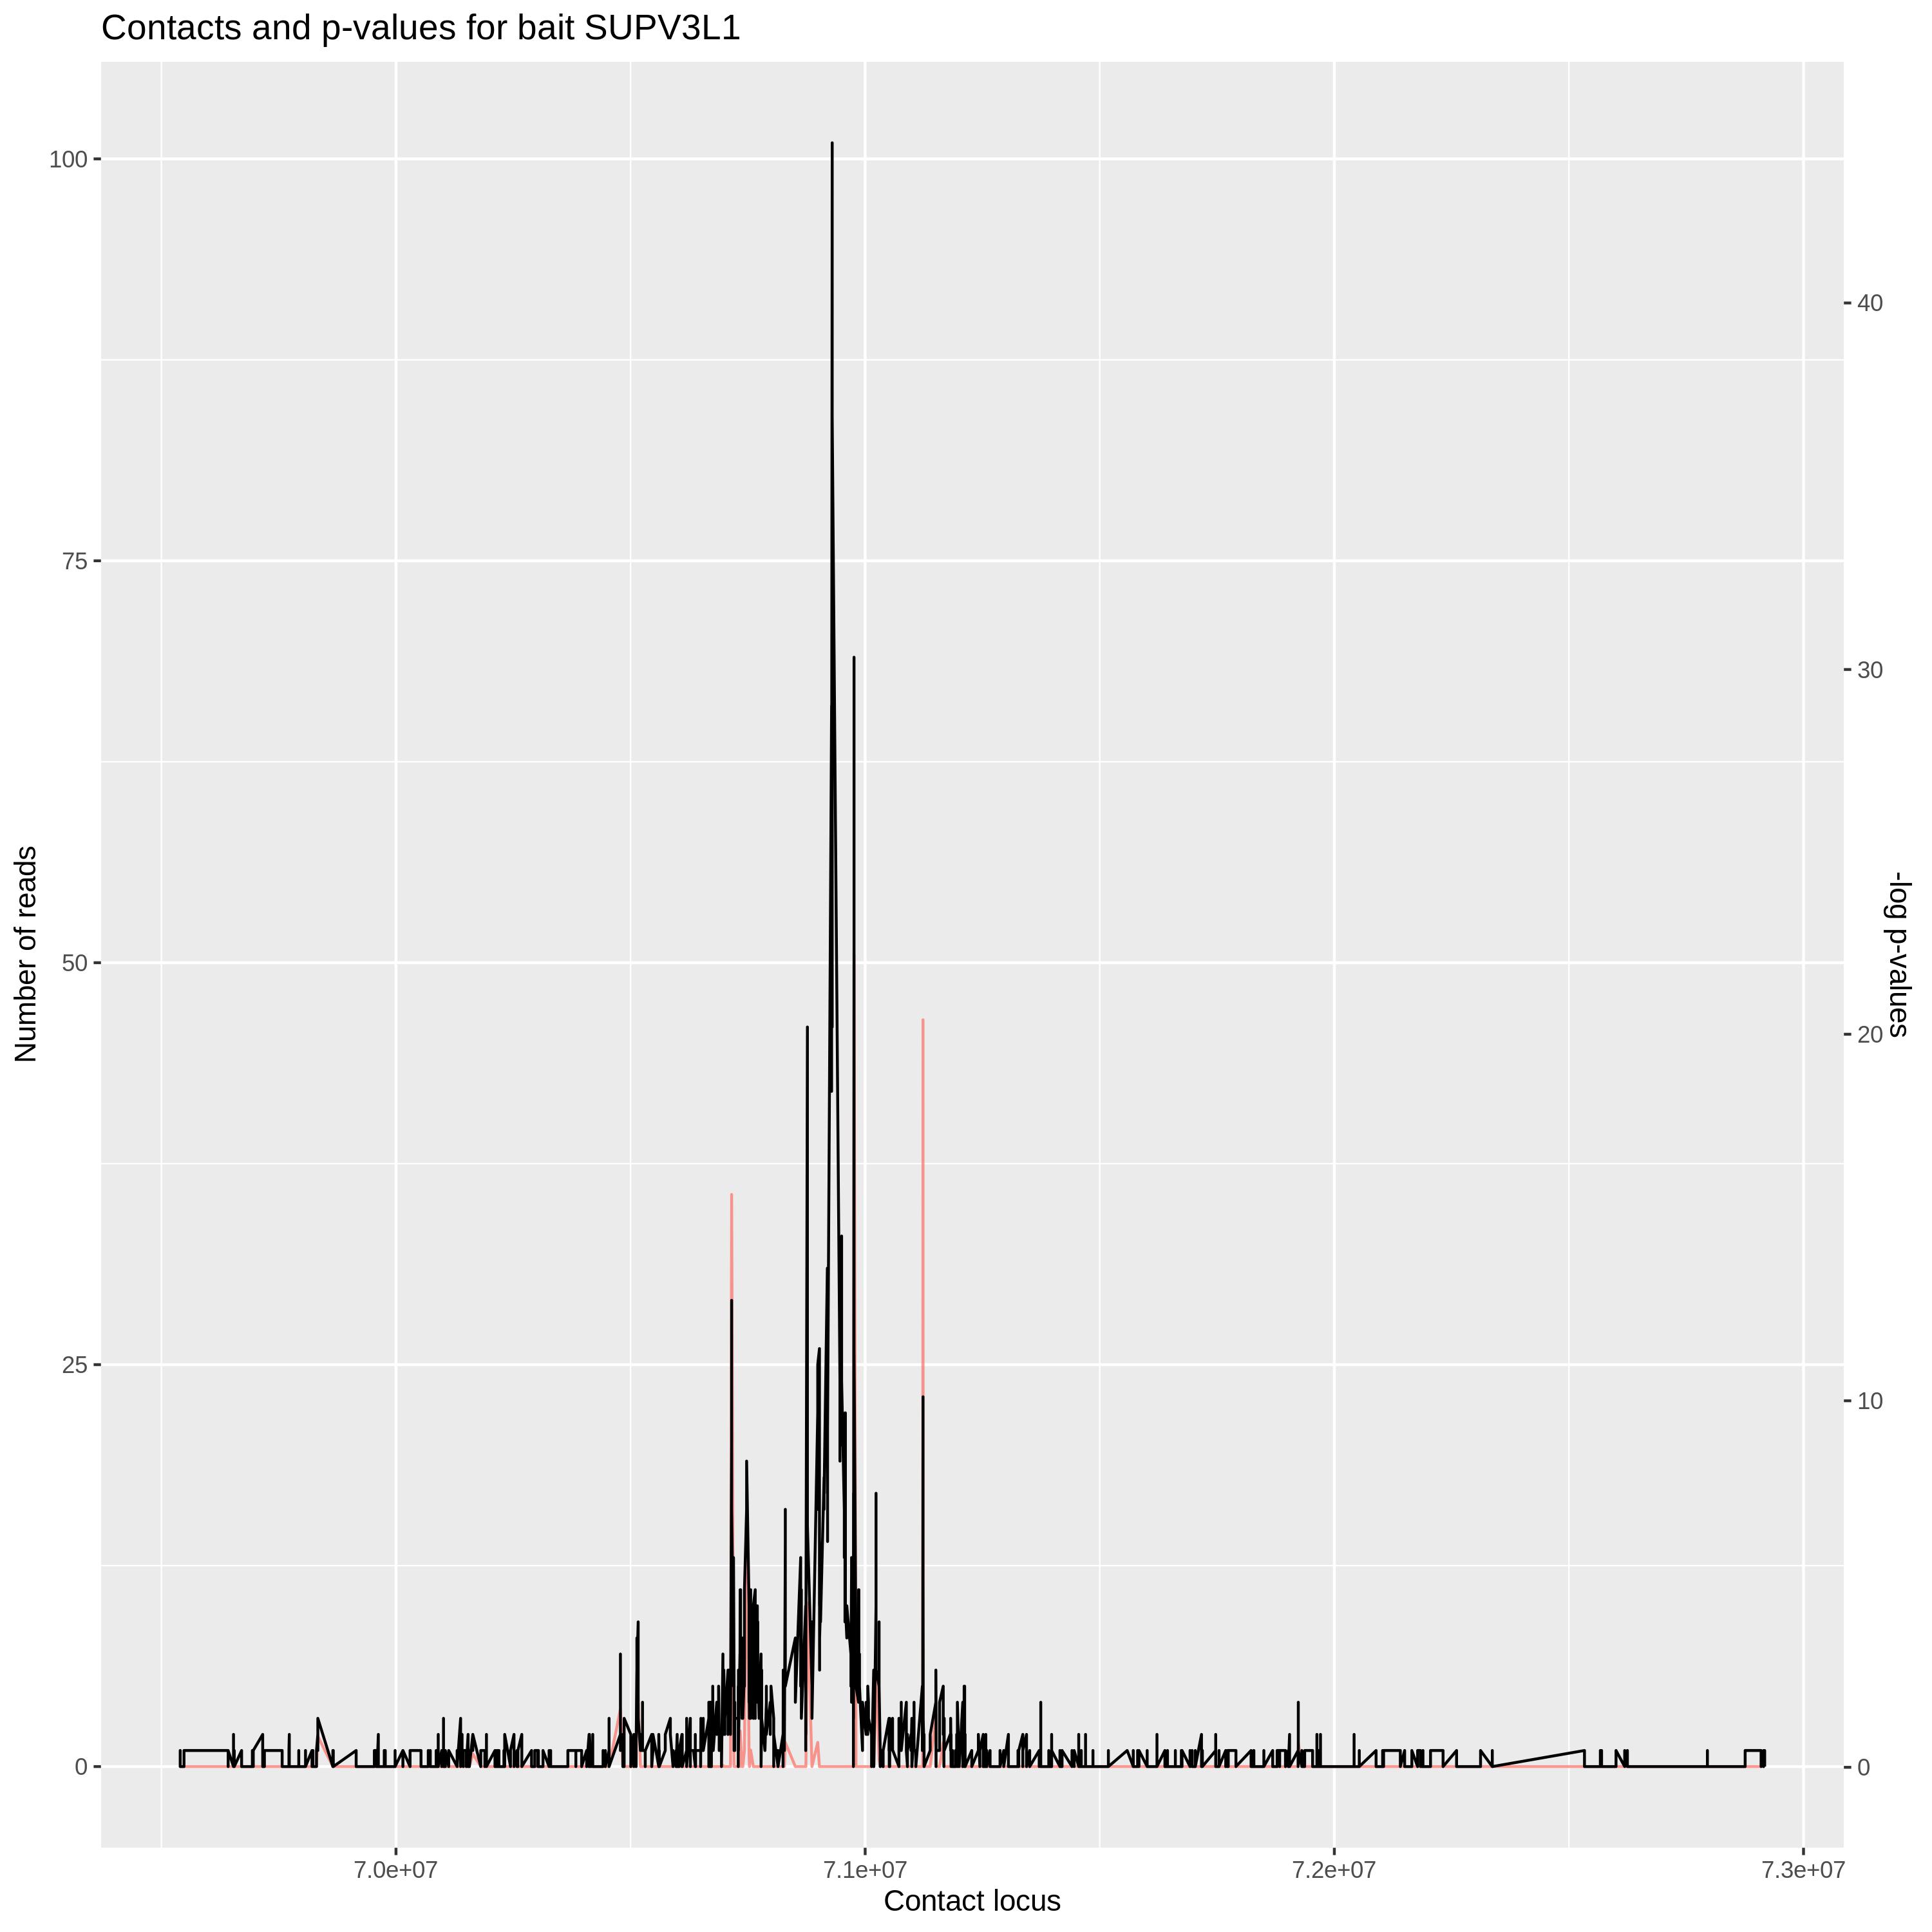 Contacts and p-values for bait SUPV3L1
100
75
50
25
0
Number of reads
40
30
20
10
0
-log p-values
7.0e+07
7.1e+07
7.2e+07
7.3e+07
Contact locus